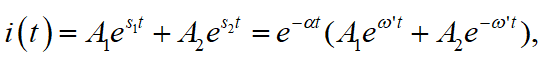 i(t) = A₁e^{s₁t} + A₂e^{s₂t} = e^{−αt}(A₁e^{ω't} + A₂e^{−ω't}),